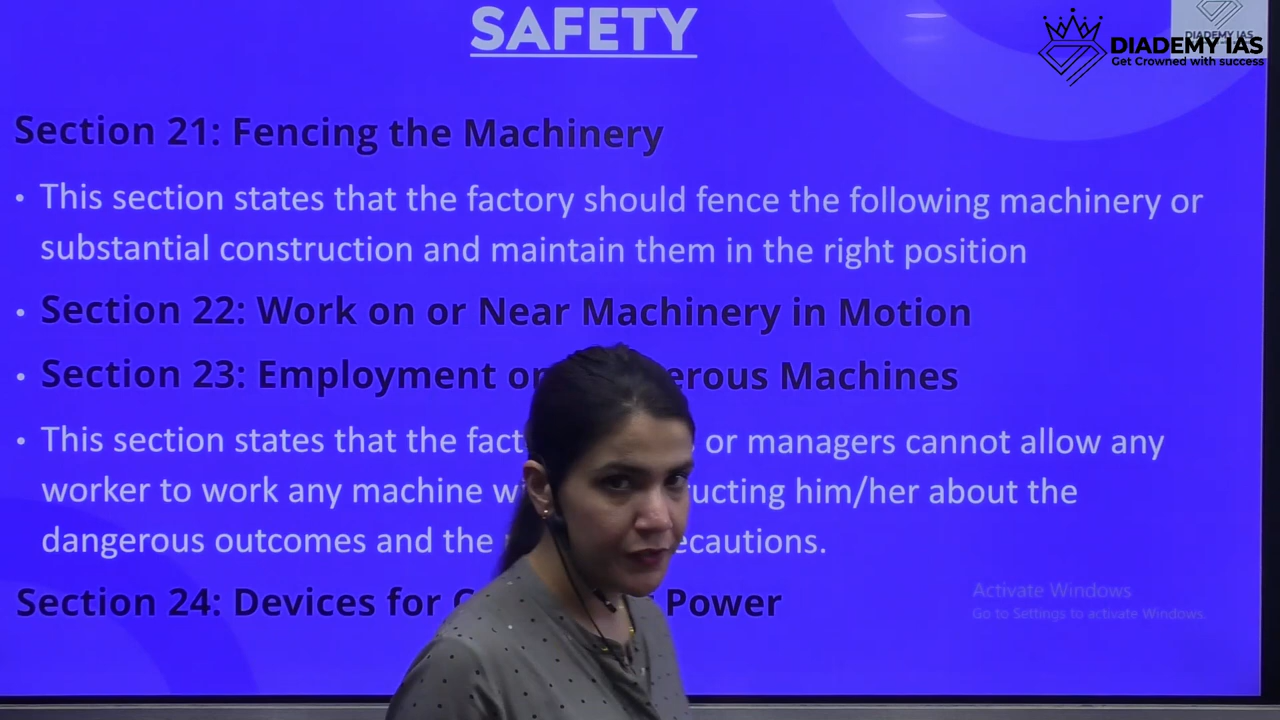 SAFETY
DIADEMY IAS
DIADEMY IAS
Get Crowned with success
Section 21: Fencing the Machinery
• This section states that the factory should fence the following machinery or
substantial construction and maintain them in the right position
• Section 22: Work on or Near Machinery in Motion
• Section 23: Employment on erous Machines
• This section states that the fact or managers cannot allow any
worker to work any machine w ucting him/her about the
dangerous outcomes and the ecautions.
Section 24: Devices for Power
Activate Windows
Go to Settings to activate Windows.